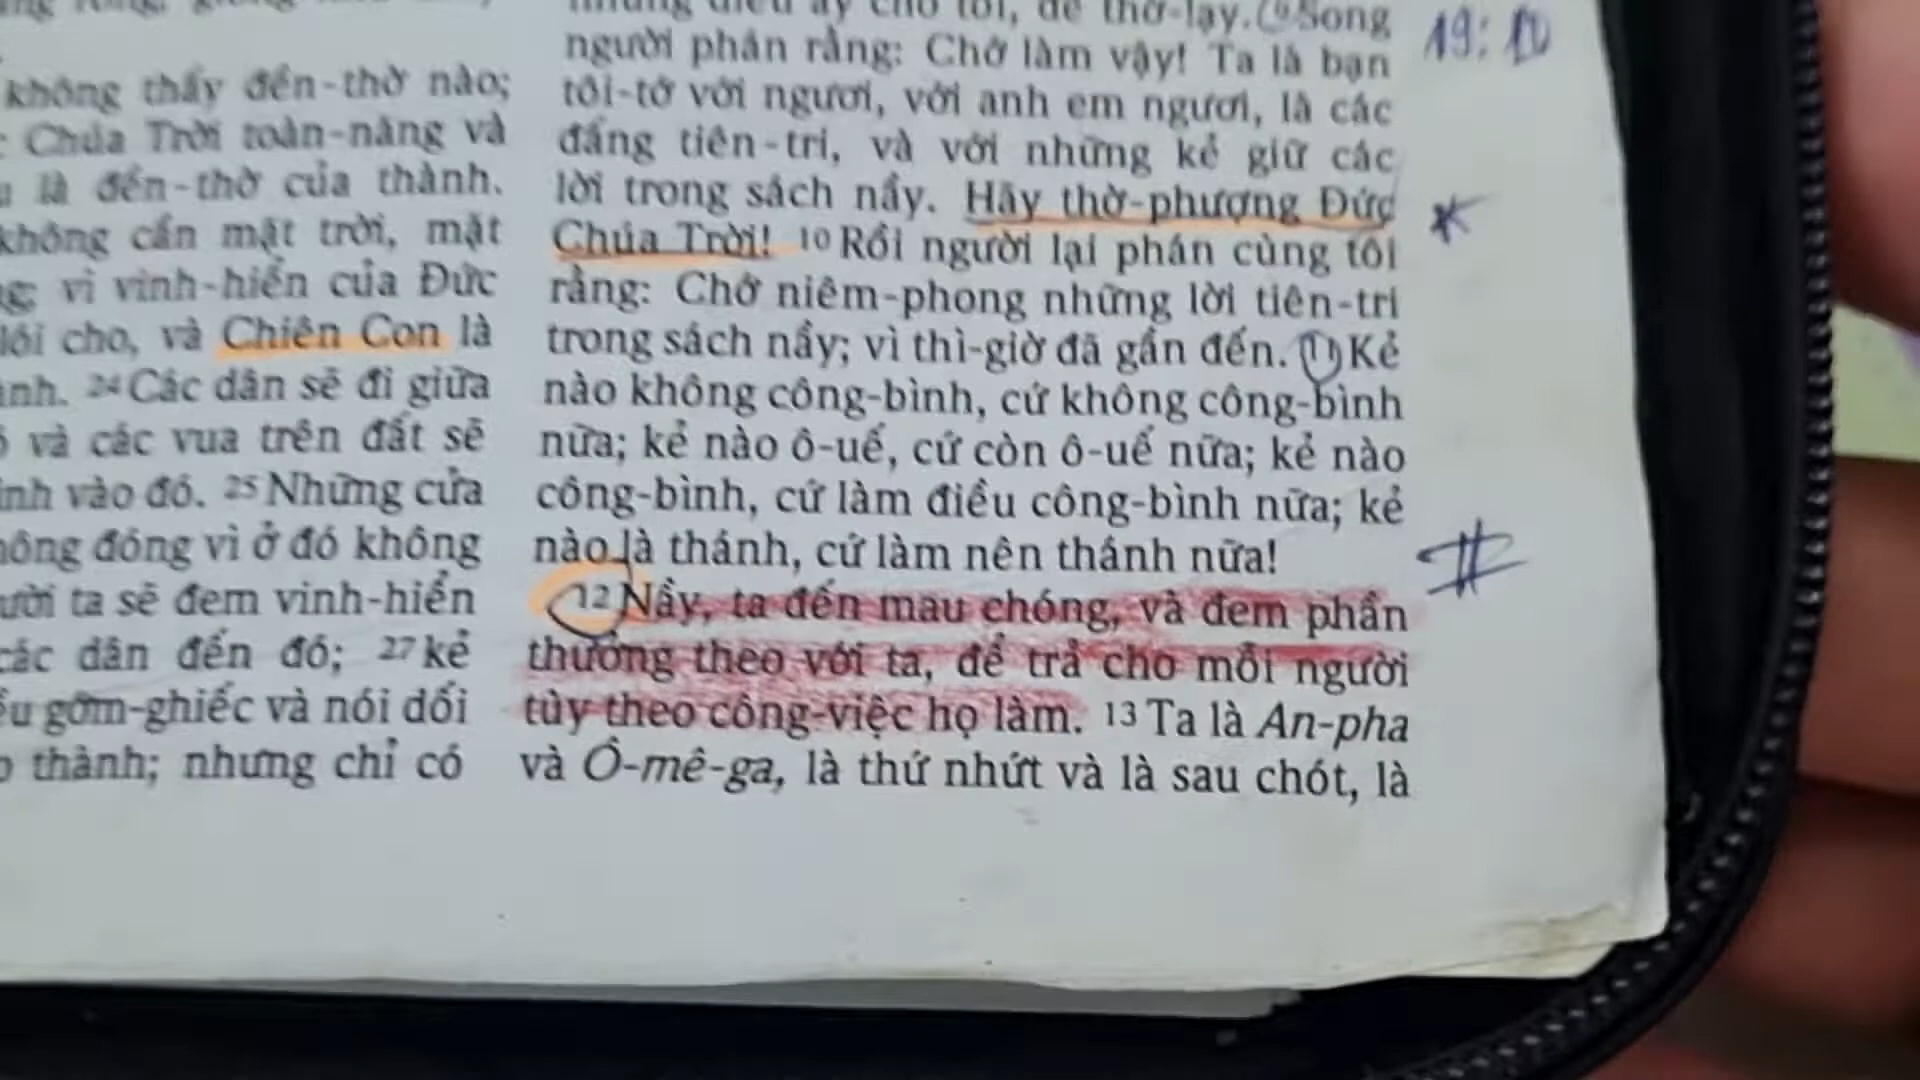 không thấy đền-thờ nào;
Chúa Trời toàn-năng và
là đền-thờ của thành.
không cần mặt trời, mặt
vì vinh-hiển của Đức
cho, và Chiên Con là
24 Các dân sẽ đi giữa
và các vua trên đất sẽ
vào đó. 25 Những cửa
đóng vì ở đó không
ta sẽ đem vinh-hiển
các dân đến đó; 27 kẻ
gớm-ghiếc và nói dối
thành; nhưng chỉ có
những điều ấy cho tôi, để thờ-lạy. 9 Song
người phán rằng: Chớ làm vậy! Ta là bạn
tôi-tớ với ngươi, với anh em ngươi, là các
đấng tiên-tri, và với những kẻ giữ các
lời trong sách nầy. Hãy thờ-phượng Đức
Chúa Trời! 10 Rồi người lại phán cùng tôi
rằng: Chớ niêm-phong những lời tiên-tri
trong sách nầy; vì thì-giờ đã gần đến. 11 Kẻ
nào không công-bình, cứ không công-bình
nữa; kẻ nào ô-uế, cứ còn ô-uế nữa; kẻ nào
công-bình, cứ làm điều công-bình nữa; kẻ
nào là thánh, cứ làm nên thánh nữa!
12 Nầy, ta đến mau chóng, và đem phần
thưởng theo với ta, để trả cho mỗi người
tùy theo công-việc họ làm. 13 Ta là An-pha
và Ô-mê-ga, là thứ nhứt và là sau chót, là
19:10